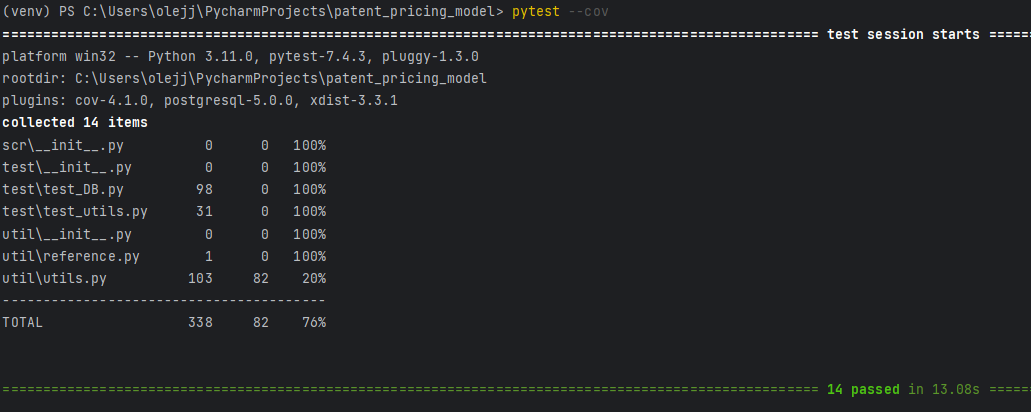 (venv) PS C:\Users\olejj\PycharmProjects\patent_pricing_model> pytest --cov
================================================================================================== test session starts =====
platform win32 -- Python 3.11.0, pytest-7.4.3, pluggy-1.3.0
rootdir: C:\Users\olejj\PycharmProjects\patent_pricing_model
plugins: cov-4.1.0, postgresql-5.0.0, xdist-3.3.1
collected 14 items
scr\__init__.py          0      0   100%
test\__init__.py         0      0   100%
test\test_DB.py         98      0   100%
test\test_utils.py      31      0   100%
util\__init__.py         0      0   100%
util\reference.py        1      0   100%
util\utils.py          103     82    20%
----------------------------------------
TOTAL                  338     82    76%
================================================================================================== 14 passed in 13.08s =====